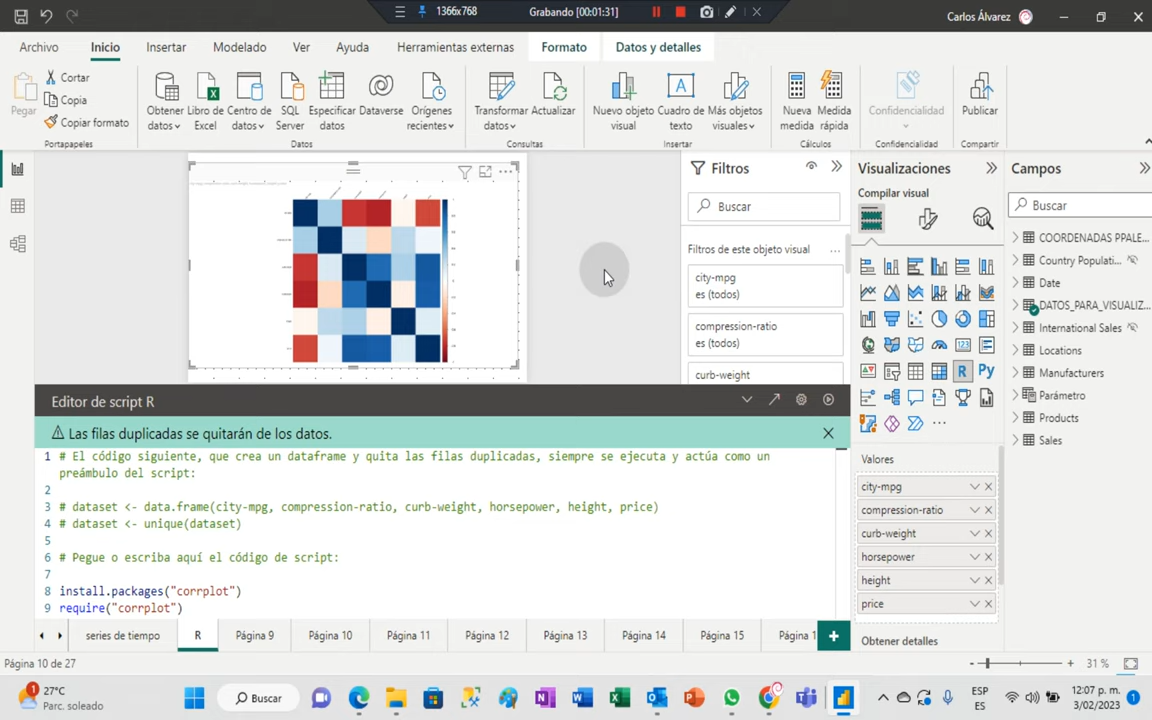 1366x768
Grabando [00:01:31]
Carlos Álvarez
Archivo
Inicio
Insertar
Modelado
Ver
Ayuda
Herramientas externas
Formato
Datos y detalles
Pegar
Cortar
Copia
Copiar formato
Portapapeles
Obtener datos
Libro de Excel
Centro de datos
SQL Server
Especificar datos
Dataverse
Orígenes recientes
Datos
Transformar datos
Actualizar
Consultas
Nuevo objeto visual
Cuadro de texto
Más objetos visuales
Insertar
Nueva medida
Medida rápida
Cálculos
Confidencialidad
Confidencialidad
Publicar
Compartir
Filtros
Buscar
Filtros de este objeto visual
...
city-mpg
es (todos)
compression-ratio
es (todos)
curb-weight
Visualizaciones
Compilar visual
123
R
Py
...
Valores
city-mpg
compression-ratio
curb-weight
horsepower
height
price
Obtener detalles
Campos
Buscar
COORDENADAS PPALE...
Country Populati...
Date
DATOS_PARA_VISUALIZ...
International Sales
Locations
Manufacturers
Parámetro
Products
Sales
Editor de script R
Las filas duplicadas se quitarán de los datos.
1 # El código siguiente, que crea un dataframe y quita las filas duplicadas, siempre se ejecuta y actúa como un
preámbulo del script:
2
3 # dataset <- data.frame(city-mpg, compression-ratio, curb-weight, horsepower, height, price)
4 # dataset <- unique(dataset)
5
6 # Pegue o escriba aquí el código de script:
7
8 install.packages("corrplot")
9 require("corrplot")
series de tiempo
R
Página 9
Página 10
Página 11
Página 12
Página 13
Página 14
Página 15
Página 1
Página 10 de 27
31 %
27°C
Parc. soleado
Buscar
ESP
ES
12:07 p. m.
3/02/2023